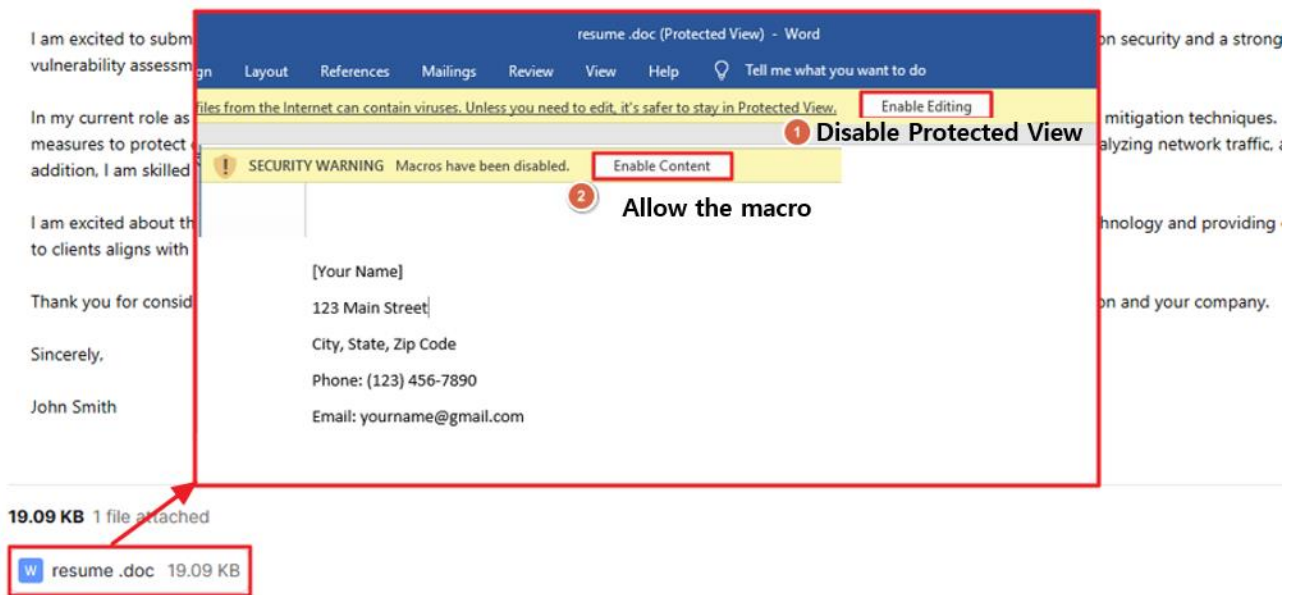 I am excited to subm
on security and a strong
vulnerability assessm
resume .doc (Protected View) - Word
gn Layout References Mailings Review View Help Tell me what you want to do
files from the Internet can contain viruses. Unless you need to edit, it's safer to stay in Protected View. Enable Editing
In my current role as
mitigation techniques.
1 Disable Protected View
measures to protect
alyzing network traffic,
addition, I am skilled
! SECURITY WARNING Macros have been disabled. Enable Content
2 Allow the macro
I am excited about th
hnology and providing
to clients aligns with
[Your Name]
123 Main Street
Thank you for consid
on and your company.
City, State, Zip Code
Sincerely,
Phone: (123) 456-7890
John Smith
Email: yourname@gmail.com
19.09 KB 1 file attached
W resume .doc 19.09 KB